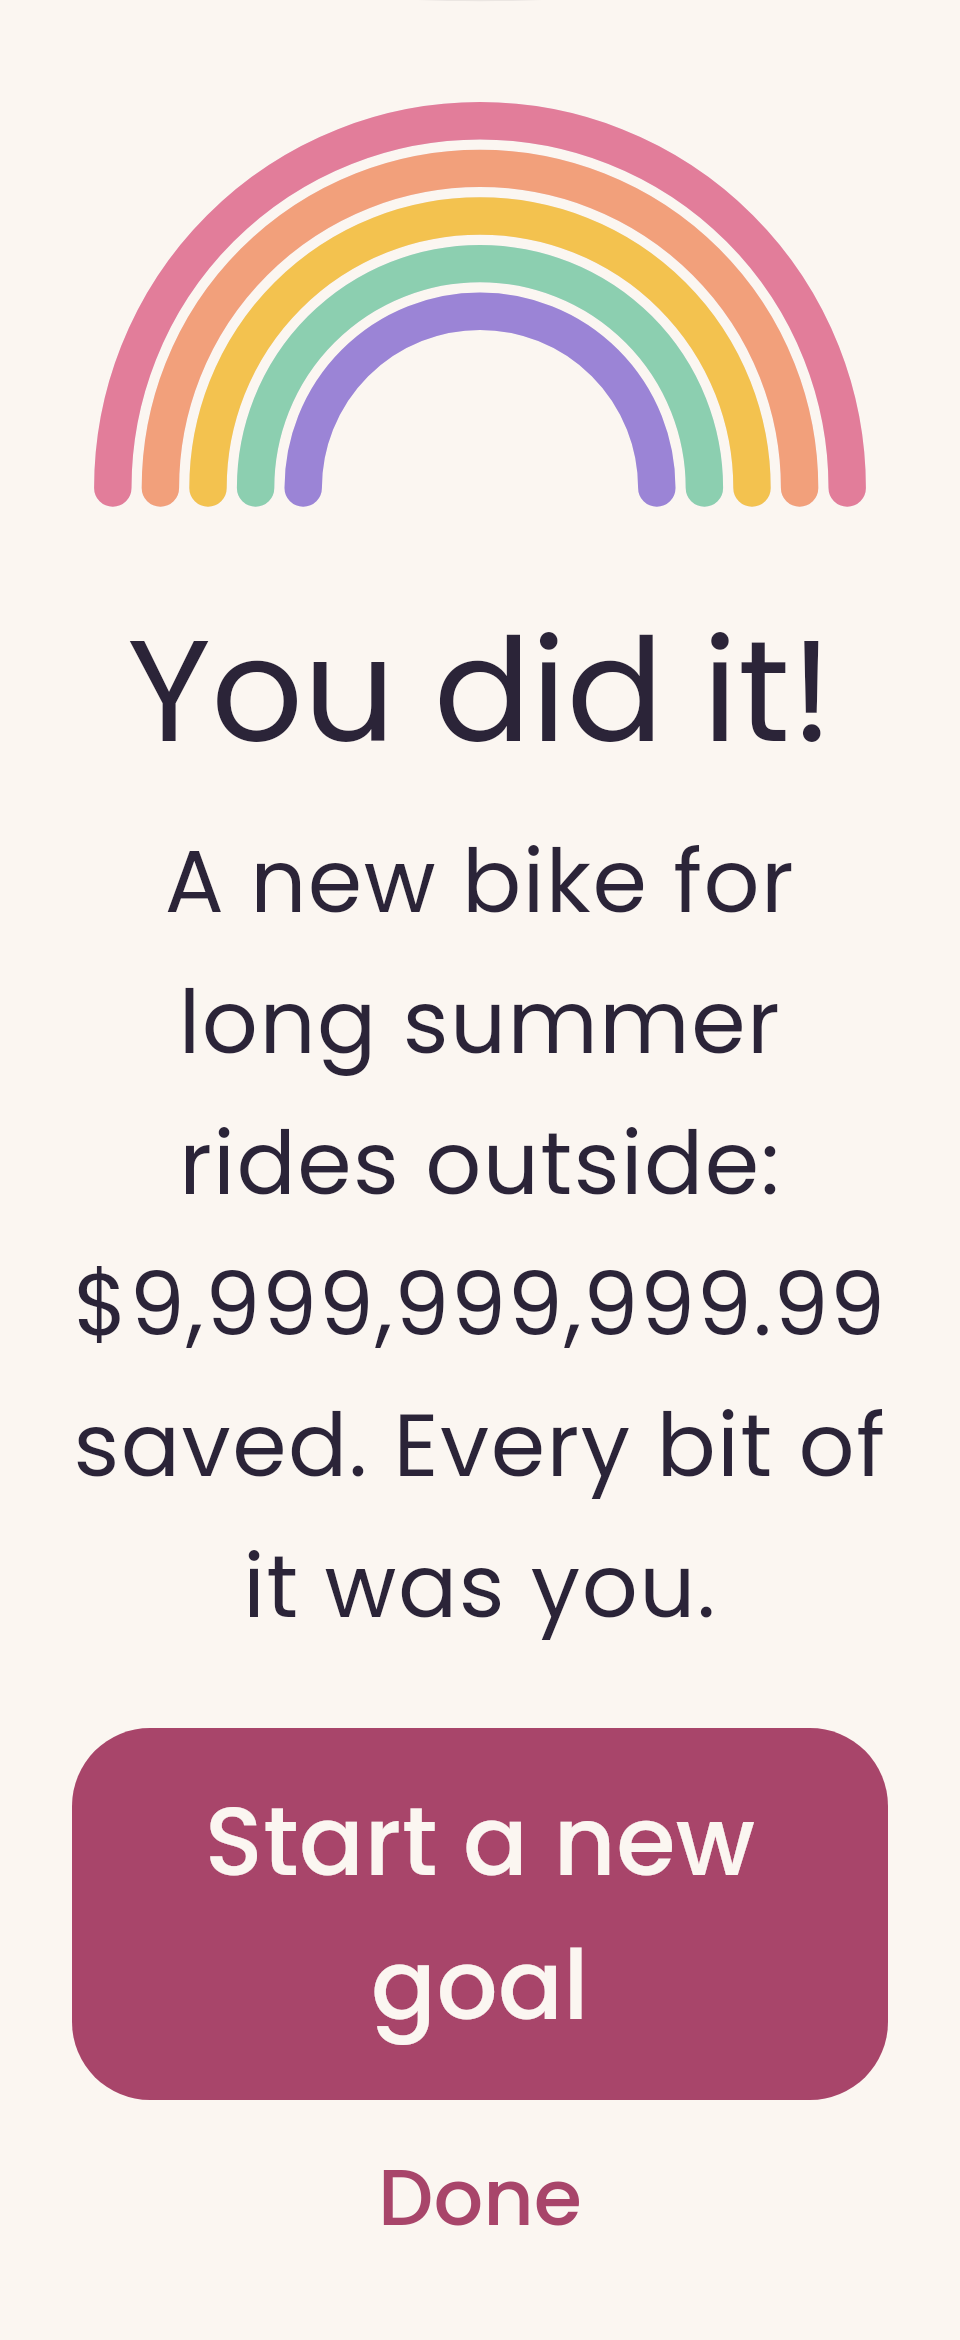 You did it!
A new bike for
long summer
rides outside:
$9,999,999,999.99
saved. Every bit of
it was you.
Start a new
goal
Done